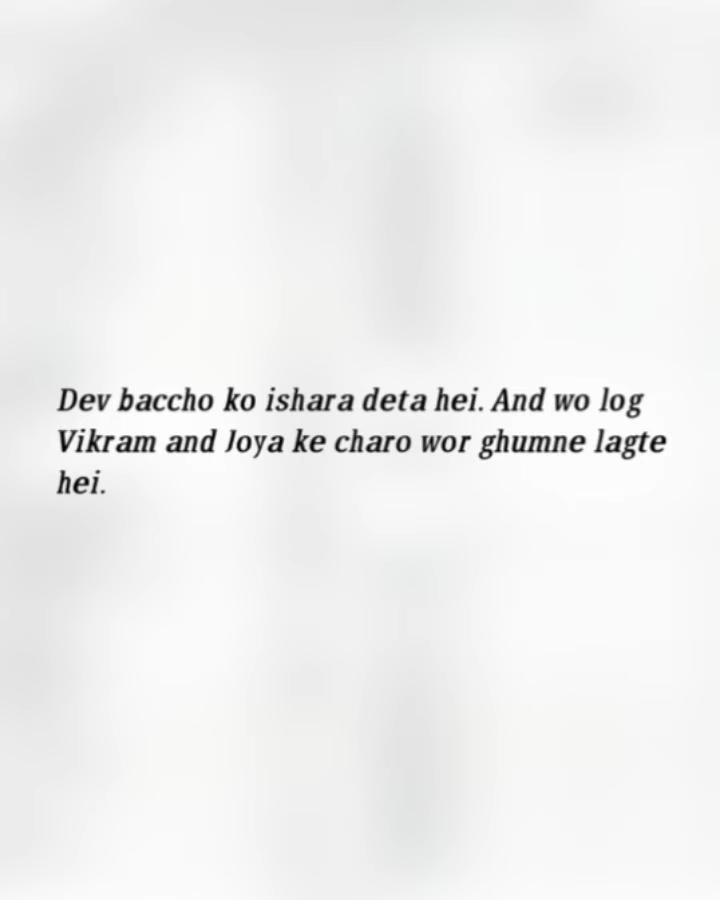 Dev baccho ko ishara deta hei. And wo log
Vikram and Joya ke charo wor ghumne lagte
hei.